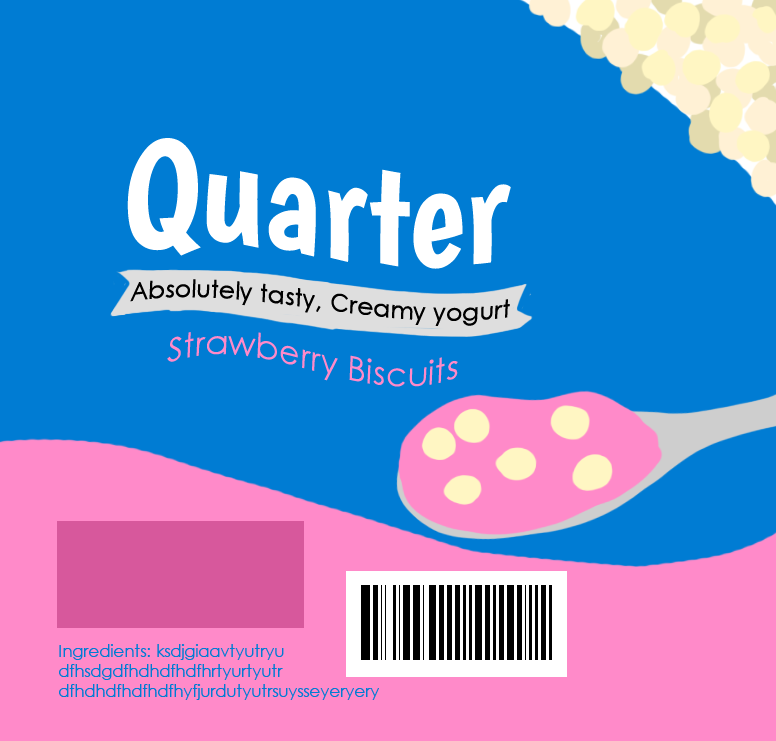 Quarter
Absolutely tasty, Creamy yogurt
Strawberry Biscuits
Ingredients: ksdjgiaavtyutryu
dfhsdgdfhdhdfhdfhrtyurtyutr
dfhdhdfhdfhdfhyfjurdutyutrsuysseyeryery